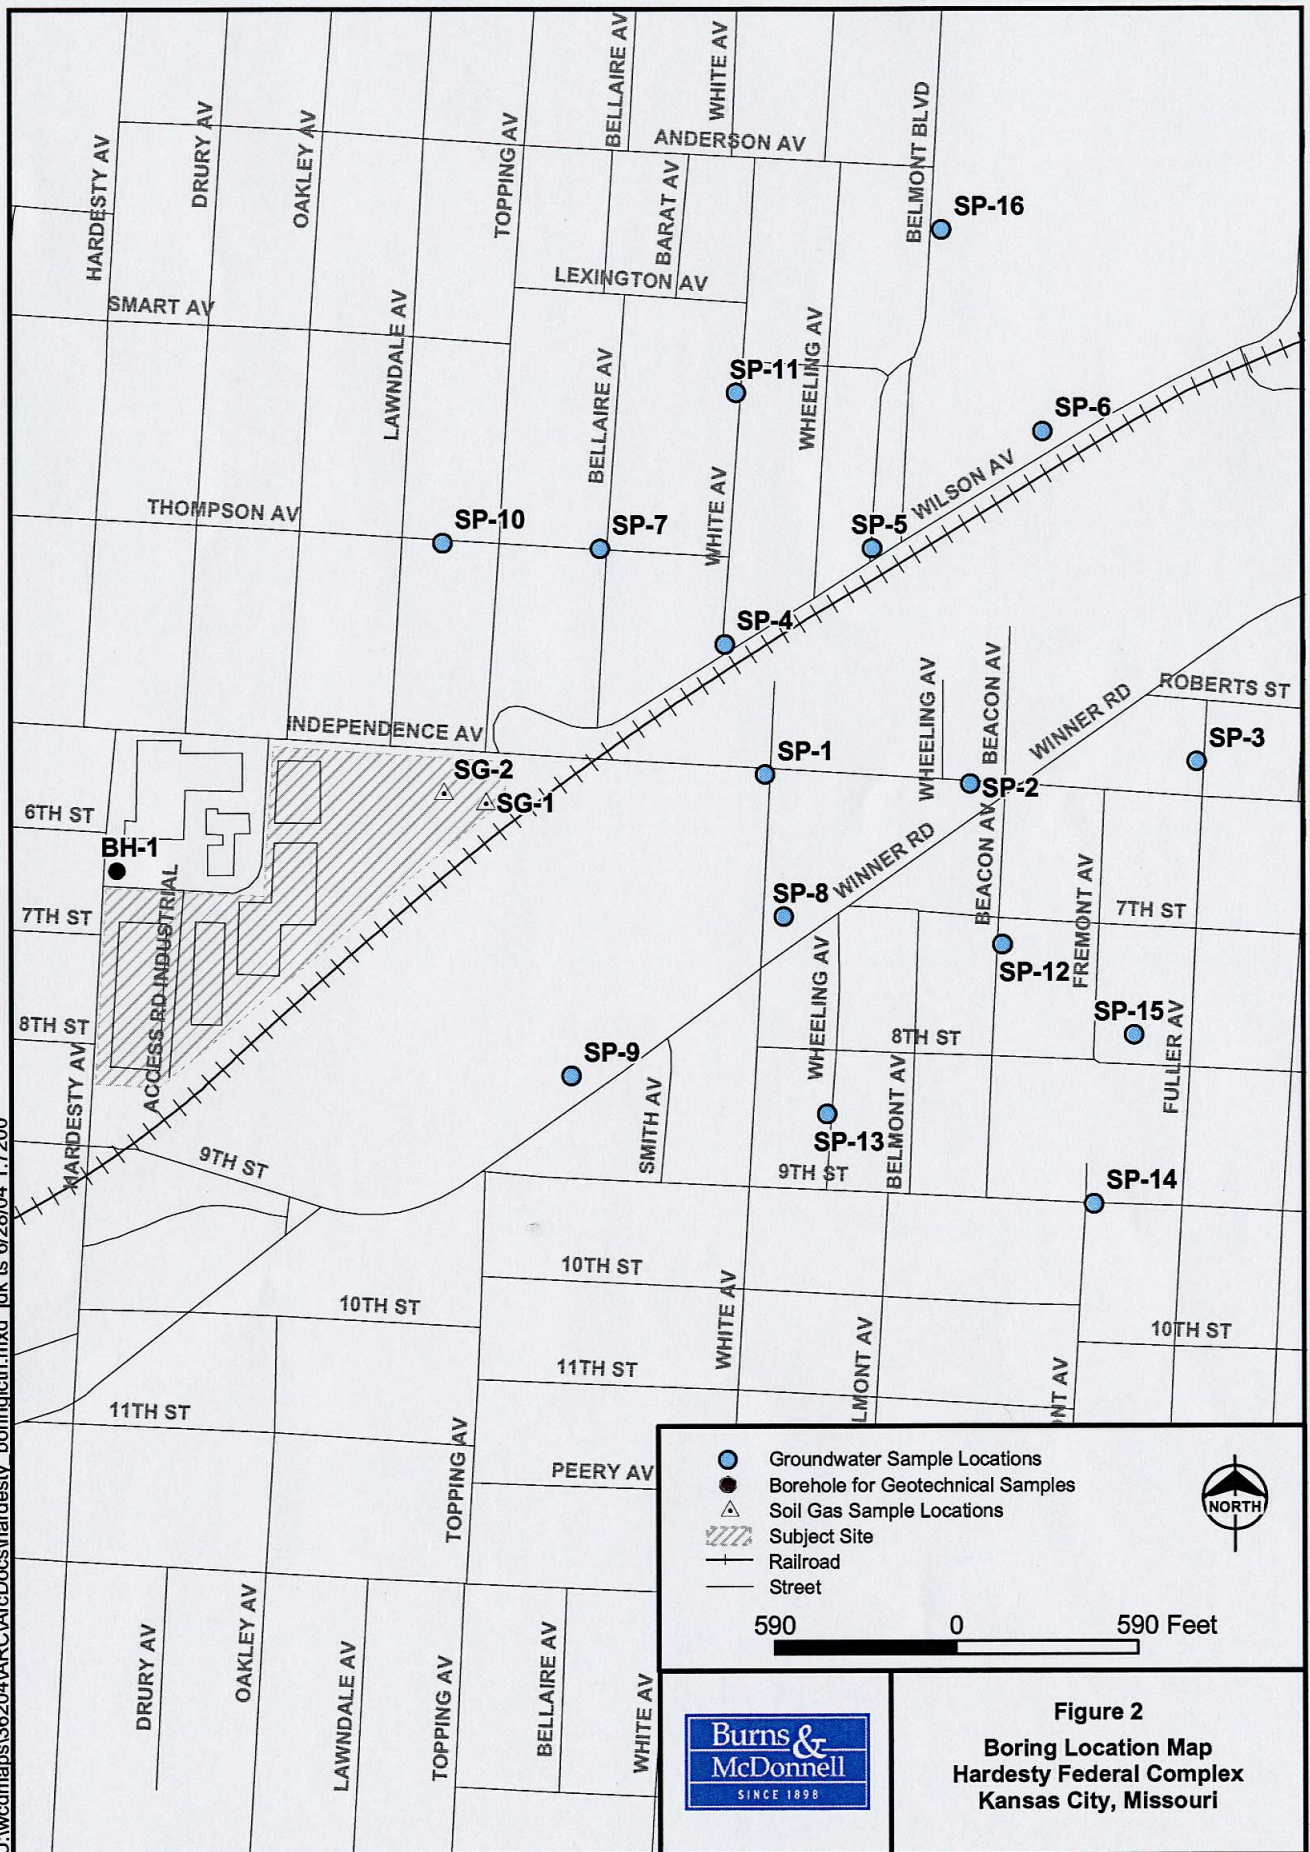 BELLAIRE AV
WHITE AV
ANDERSON AV
BELMONT BLVD
HARDESTY AV
DRURY AV
OAKLEY AV
TOPPING AV
BARAT AV
SP-16
LEXINGTON AV
SMART AV
LAWNDALE AV
BELLAIRE AV
SP-11
WHEELING AV
SP-6
WILSON AV
THOMPSON AV
SP-10
SP-7
WHITE AV
SP-5
SP-4
WHEELING AV
BEACON AV
WINNER RD
ROBERTS ST
INDEPENDENCE AV
SP-1
SP-3
SG-2
SG-1
SP-2
6TH ST
BH-1
WINNER RD
BEACON AV
SP-8
FREMONT AV
7TH ST
7TH ST
ACCESS RD INDUSTRIAL
WHEELING AV
SP-12
SP-15
8TH ST
8TH ST
FULLER AV
HARDESTY AV
SP-9
SMITH AV
BELMONT AV
SP-13
9TH ST
9TH ST
SP-14
10TH ST
10TH ST
WHITE AV
10TH ST
11TH ST
LMONT AV
NT AV
11TH ST
TOPPING AV
PEERY AV
DRURY AV
OAKLEY AV
LAWNDALE AV
TOPPING AV
BELLAIRE AV
WHITE AV
Groundwater Sample Locations
Borehole for Geotechnical Samples
Soil Gas Sample Locations
Subject Site
Railroad
Street
NORTH
590 0 590 Feet
Burns &
McDonnell
SINCE 1898
Figure 2
Boring Location Map
Hardesty Federal Complex
Kansas City, Missouri